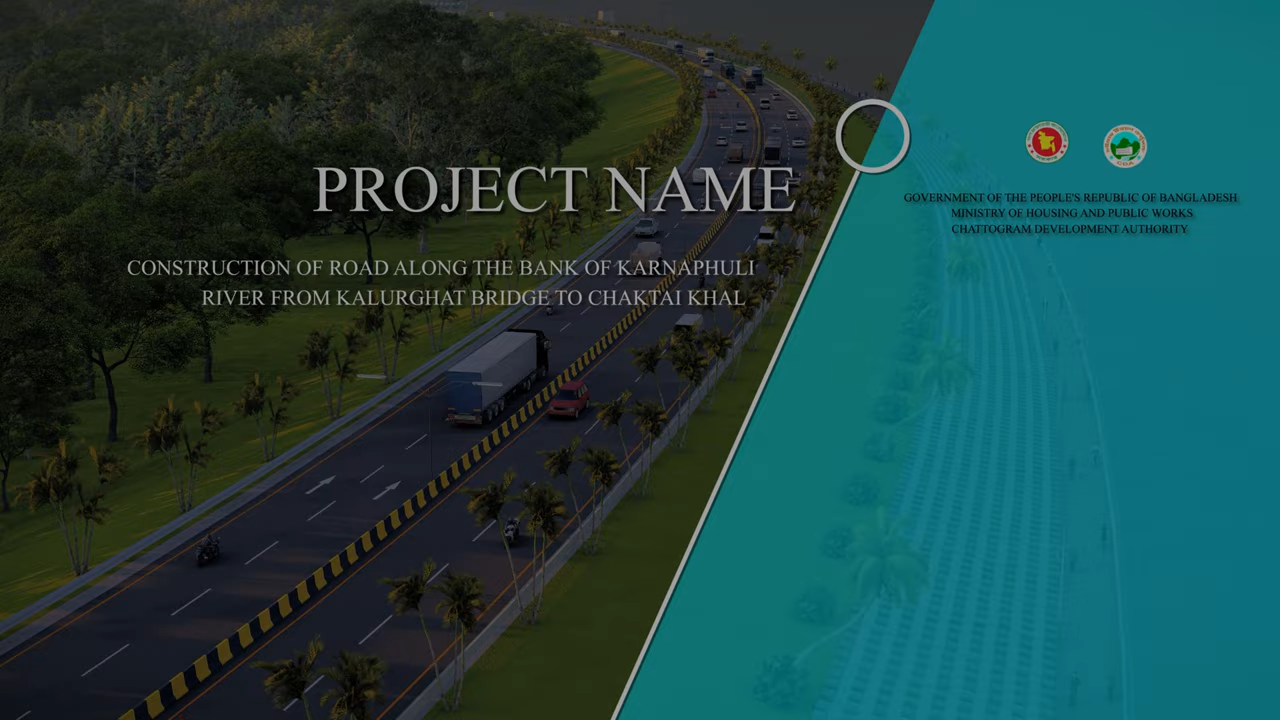 PROJECT NAME
CONSTRUCTION OF ROAD ALONG THE BANK OF KARNAPHULI
RIVER FROM KALURGHAT BRIDGE TO CHAKTAI KHAL
GOVERNMENT OF THE PEOPLE'S REPUBLIC OF BANGLADESH
MINISTRY OF HOUSING AND PUBLIC WORKS
CHATTOGRAM DEVELOPMENT AUTHORITY